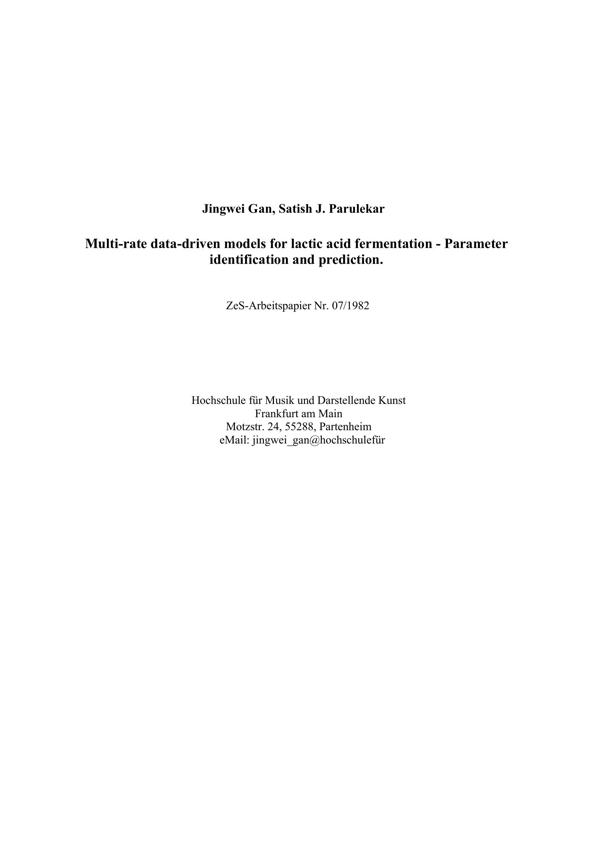 Jingwei Gan, Satish J. Parulekar
Multi-rate data-driven models for lactic acid fermentation - Parameter
identification and prediction.
ZeS-Arbeitspapier Nr. 07/1982
Hochschule für Musik und Darstellende Kunst
Frankfurt am Main
Motzstr. 24, 55288, Partenheim
eMail: jingwei_gan@hochschulefür